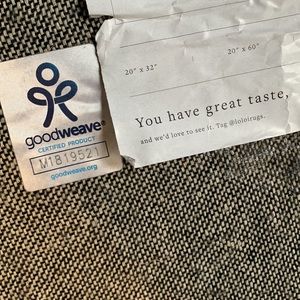 20" x 32"
20" x 60"
You have great taste,
and we'd love to see it. Tag @loloirugs.
goodweave®
CERTIFIED PRODUCT
M1819521
goodweave.org